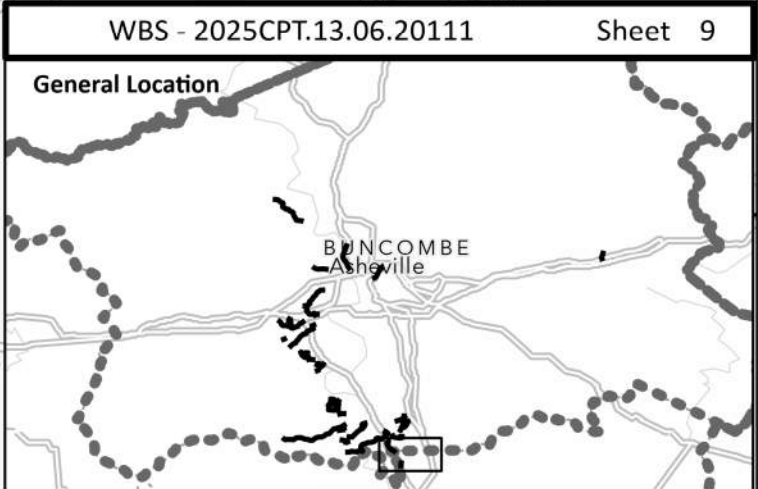 WBS - 2025CPT.13.06.20111 Sheet 9
General Location
BUNCOMBE
Asheville